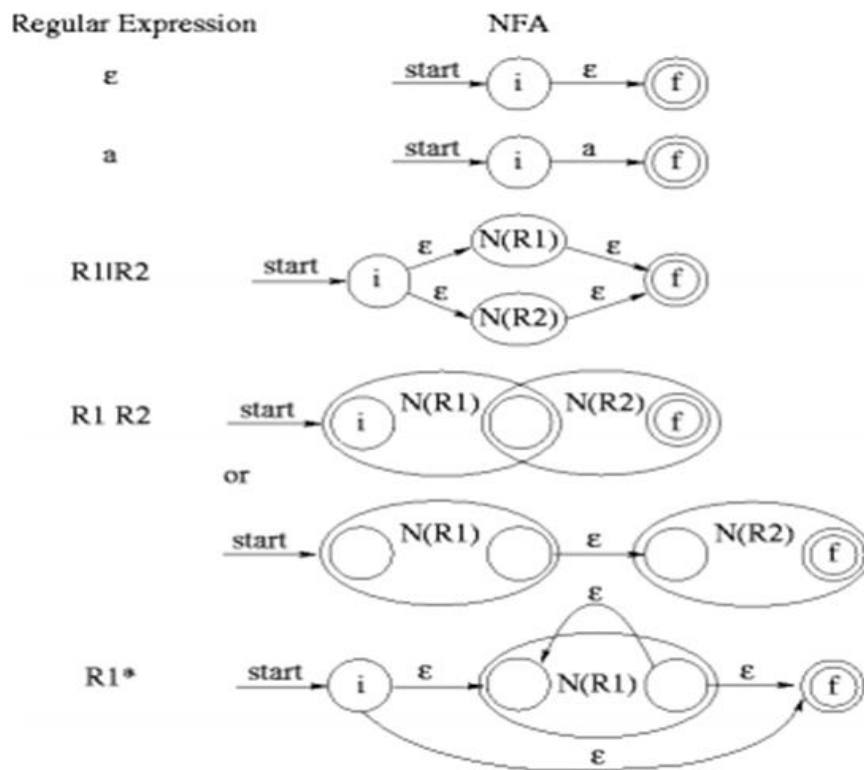 Regular Expression NFA
ε start i ε f
a start i a f
R1|R2 start i ε N(R1) ε f
ε N(R2) ε
R1 R2 start i N(R1) N(R2) f
or
start N(R1) ε N(R2) f
ε
R1* start i ε N(R1) ε f
ε